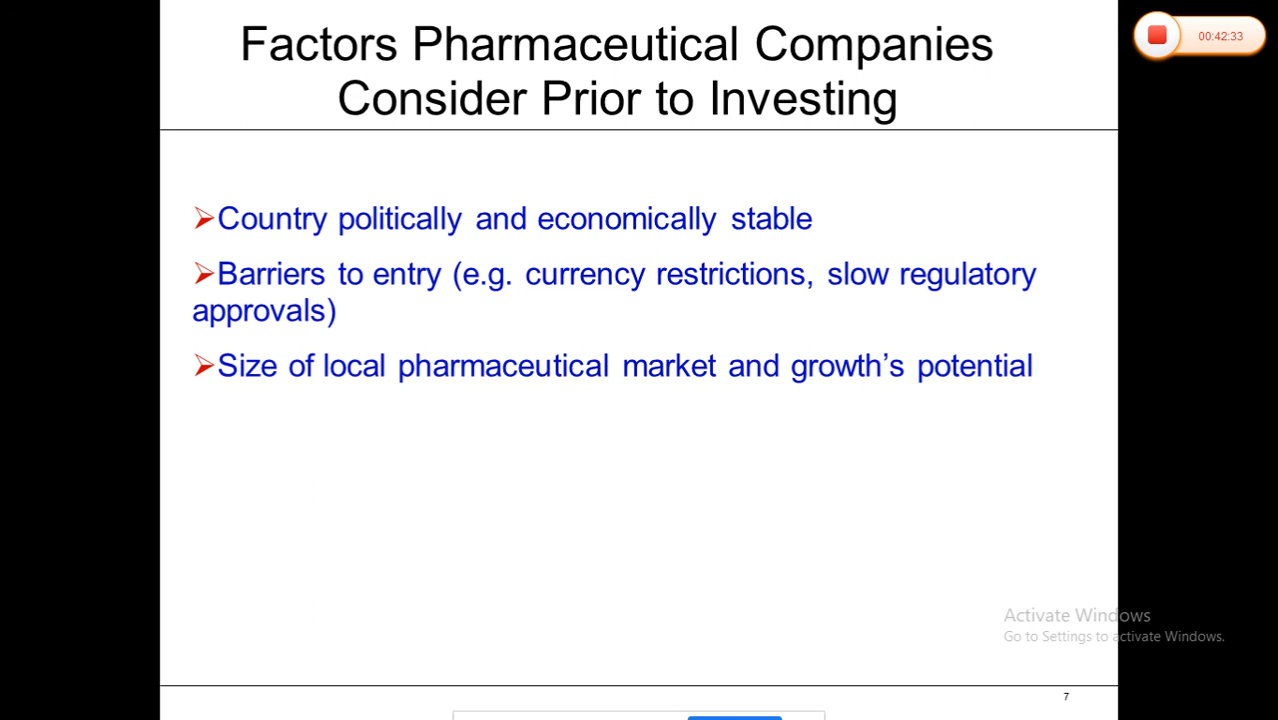 Factors Pharmaceutical Companies
Consider Prior to Investing
00:42:33
➢Country politically and economically stable
➢Barriers to entry (e.g. currency restrictions, slow regulatory
approvals)
➢Size of local pharmaceutical market and growth’s potential
Activate Windows
Go to Settings to activate Windows.
7